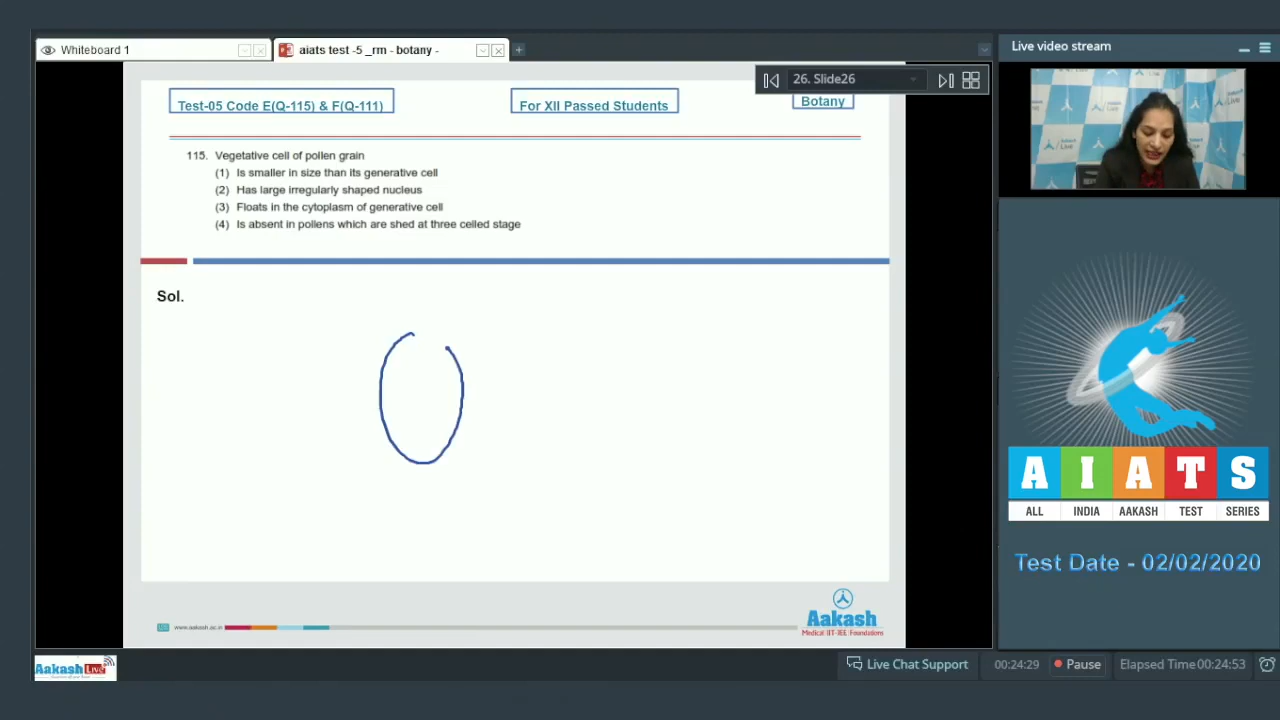 Whiteboard 1
aiats test -5 _rm - botany -
Live video stream
26. Slide26
Test-05 Code E(Q-115) & F(Q-111)
For XII Passed Students
Botany
115. Vegetative cell of pollen grain
(1) Is smaller in size than its generative cell
(2) Has large irregularly shaped nucleus
(3) Floats in the cytoplasm of generative cell
(4) Is absent in pollens which are shed at three celled stage
Sol.
A I A T S
ALL INDIA AAKASH TEST SERIES
Test Date - 02/02/2020
www.aakash.ac.in
Aakash
Medical|IIT-JEE|Foundations
Aakash Live
Live Chat Support
00:24:29
Pause
Elapsed Time 00:24:53